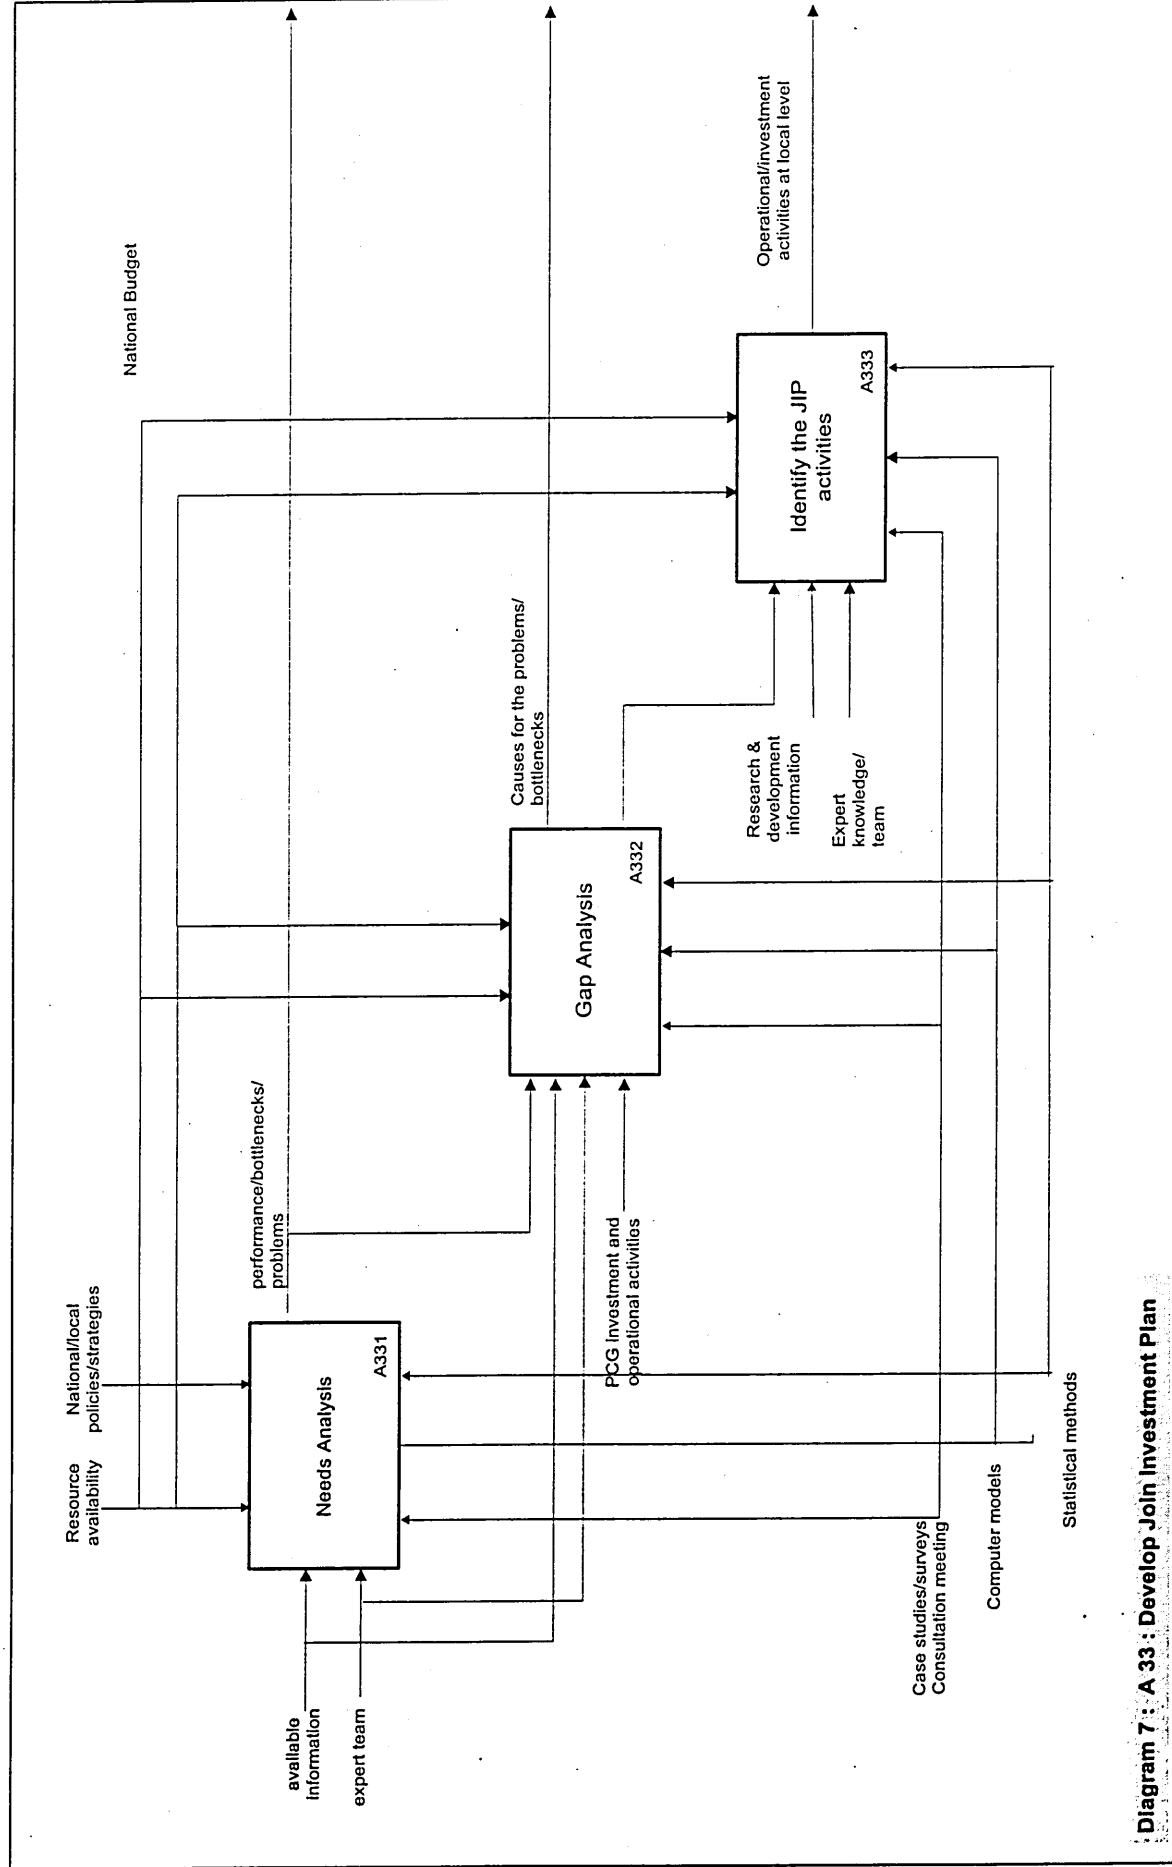 Resource
availability
National/local
policies/strategies
National Budget
performance/bottlenecks/
problems
Needs Analysis
A331
available
Information
expert team
Causes for the problems/
bottlenecks
Gap Analysis
A332
PCG Investment and
operational activities
Operational/investment
activities at local level
Identify the JIP
activities
A333
Research &
development
information
Expert
knowledge/
team
Case studies/surveys
Consultation meeting
Computer models
Statistical methods
Diagram 7 : A 33 : Develop Join Investment Plan